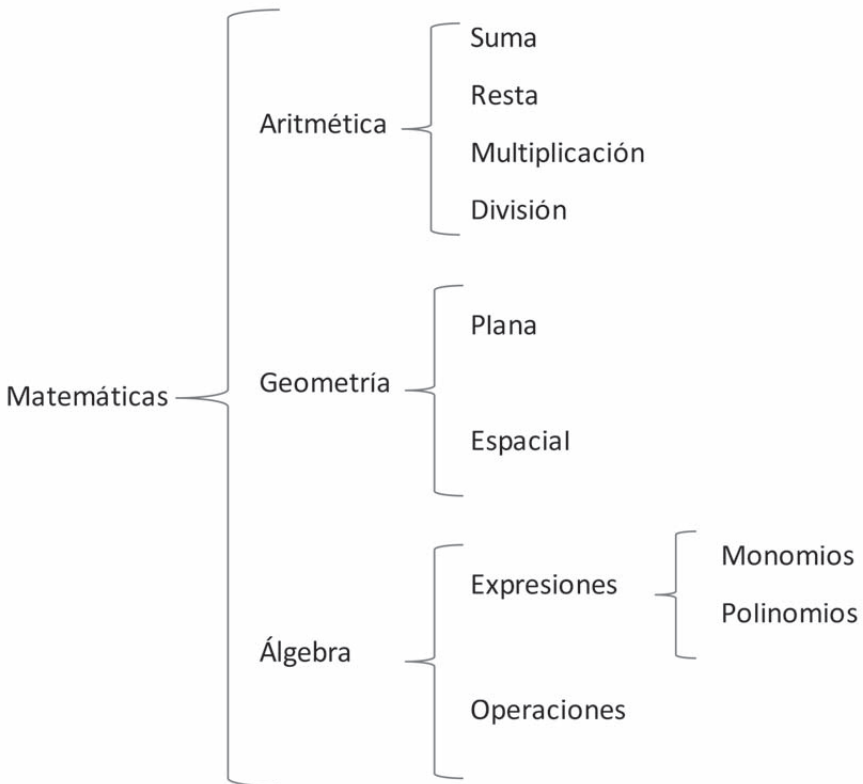 Matemáticas
Aritmética
Suma
Resta
Multiplicación
División
Geometría
Plana
Espacial
Álgebra
Expresiones
Monomios
Polinomios
Operaciones